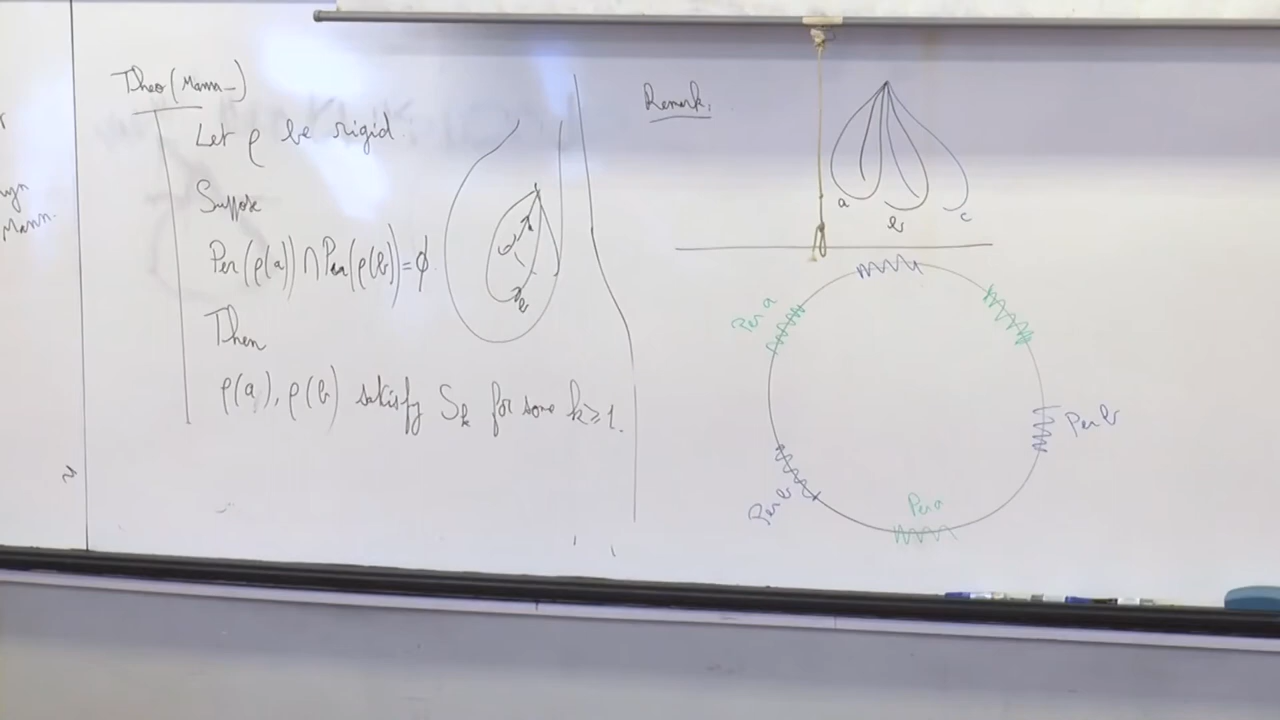 Theo (Mann_)
Let ρ be rigid.
Suppose
Per(ρ(a)) ∩ Per(ρ(b)) = ∅
Then
ρ(a), ρ(b) satisfy S_k for some k ≥ 1.
a
b
Mann.
Remark.
a
b
c
Per a
Per b
Per b
Per a